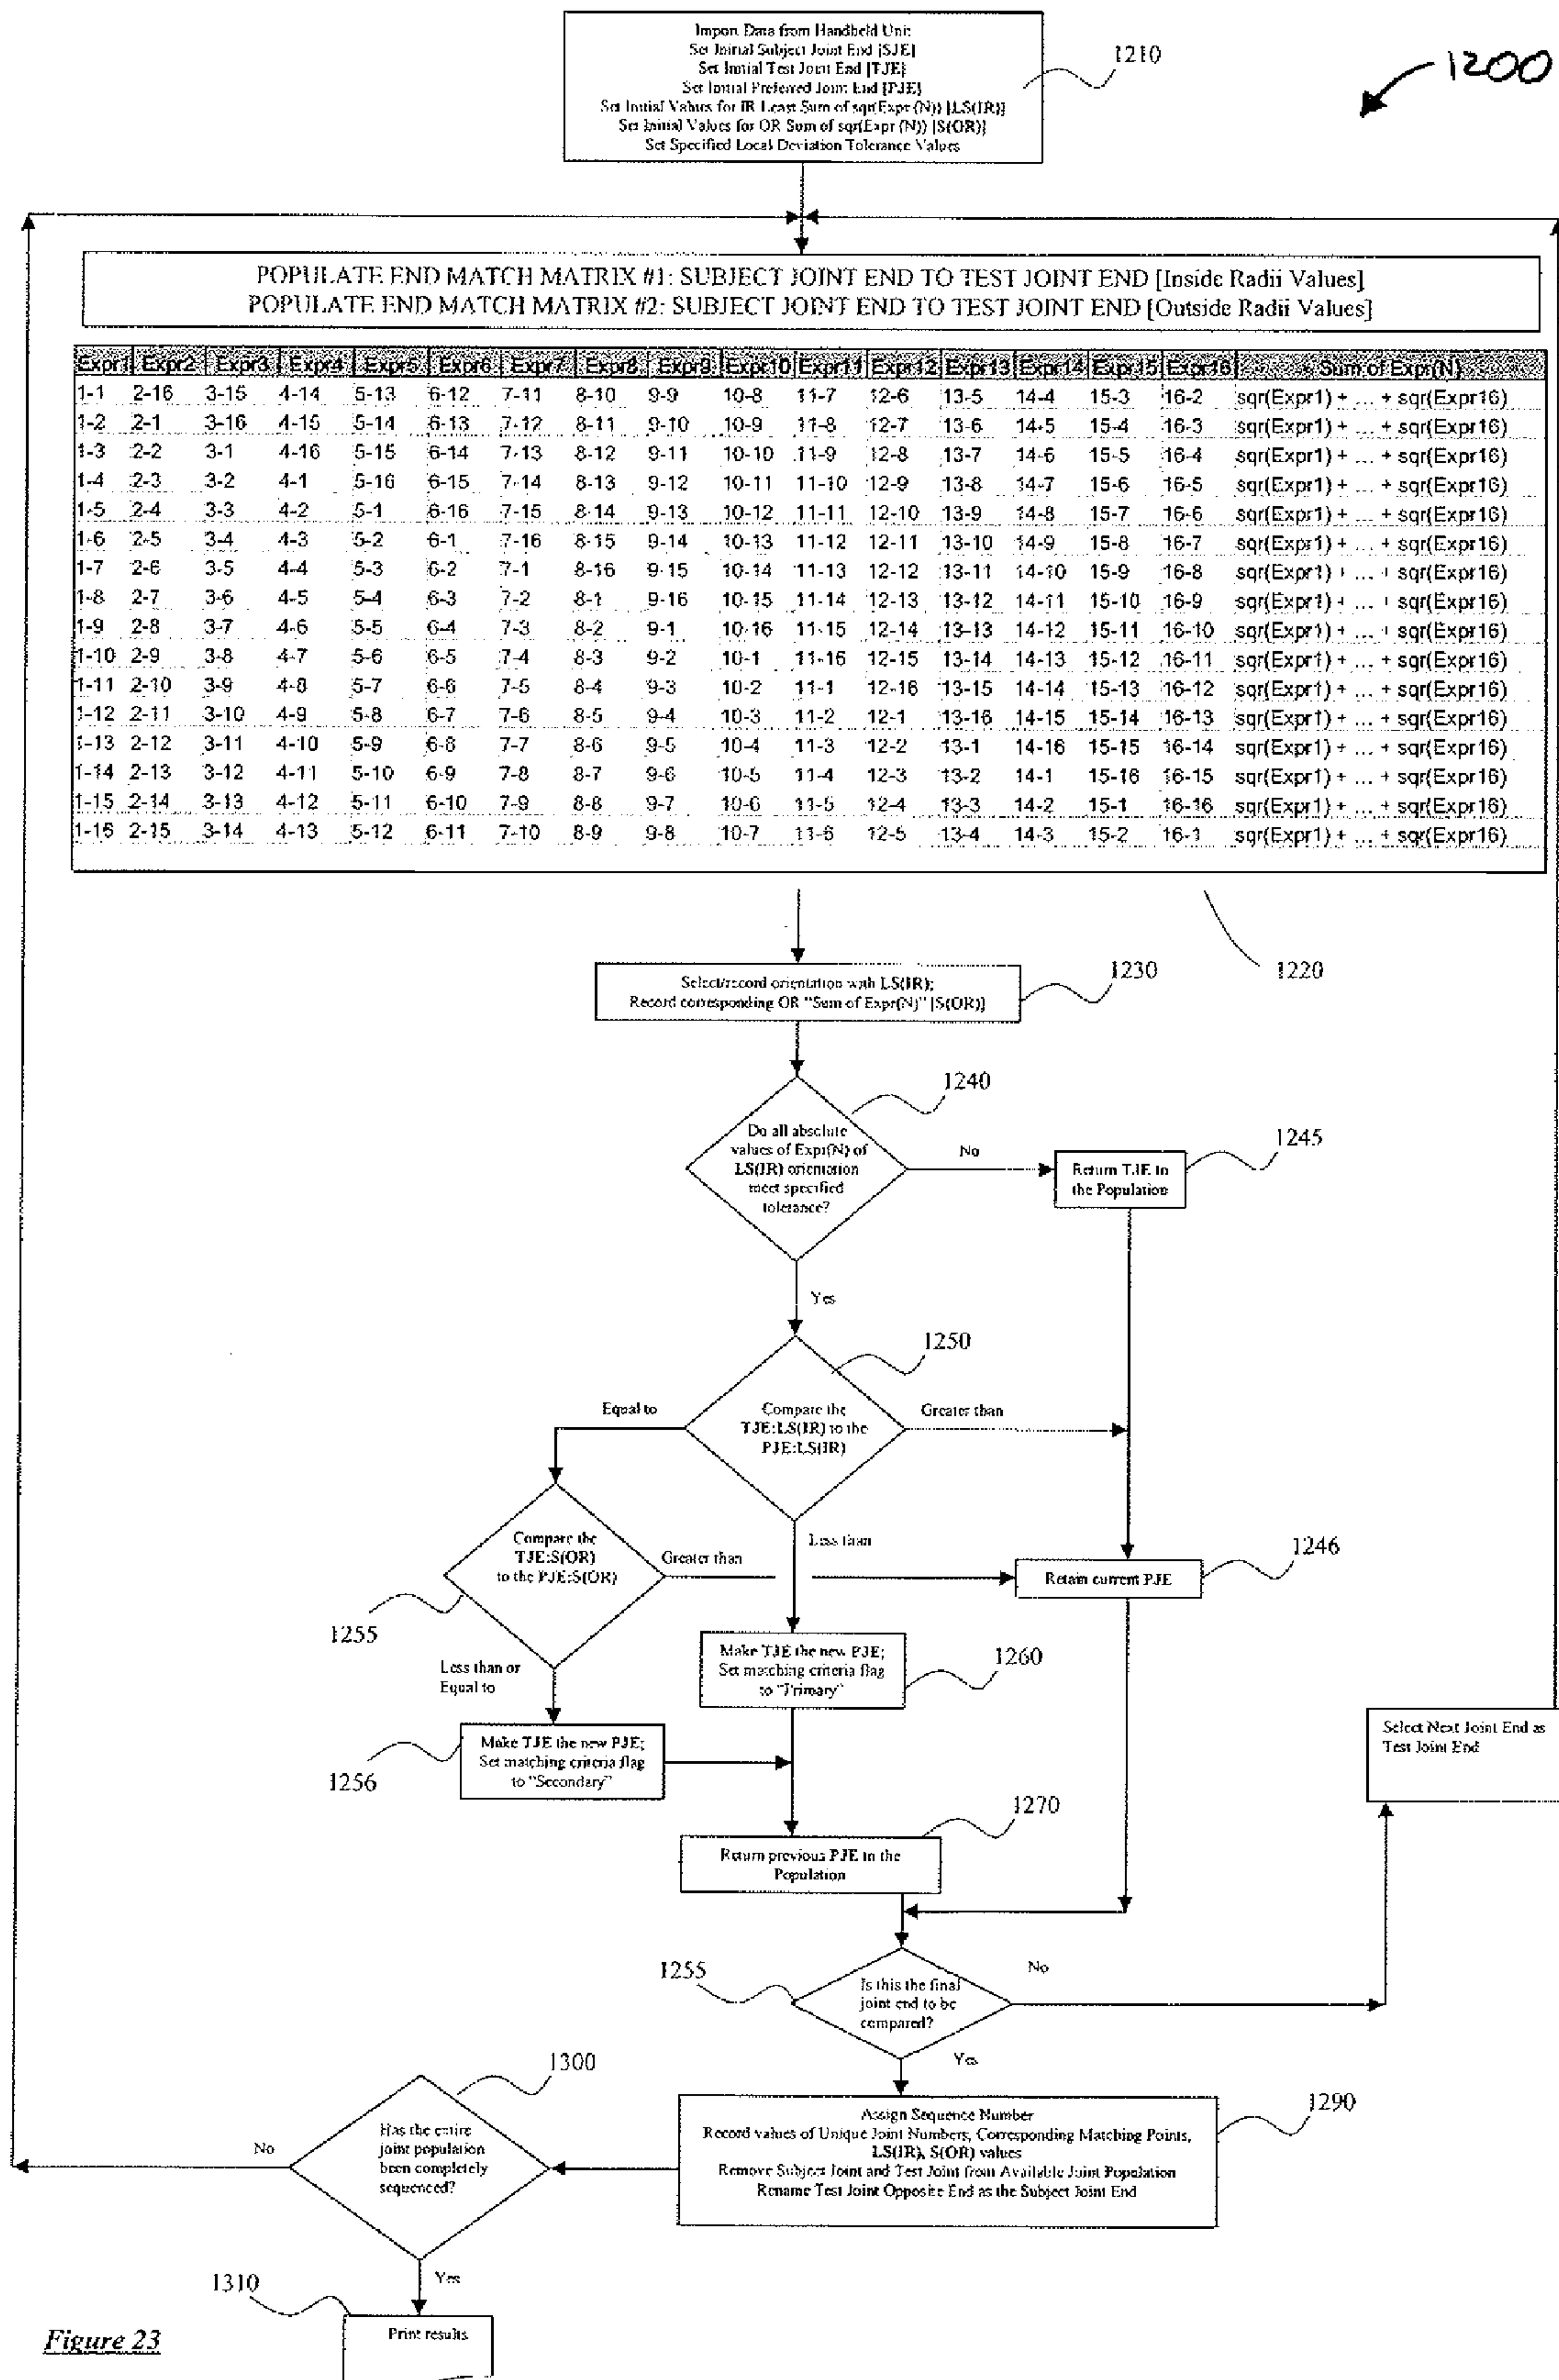 Import Data from Handheld Unit
Set Initial Subject Joint End [SJE]
Set Initial Test Joint End [TJE]
Set Initial Preferred Joint End [PJE]
Set Initial Values for IR Least Sum of sqr(Expr (N)) [LS(IR)]
Set Initial Values for OR Sum of sqr(Expr (N)) [S(OR)]
Set Specified Local Deviation Tolerance Values
1210
1200
POPULATE END MATCH MATRIX #1: SUBJECT JOINT END TO TEST JOINT END [Inside Radii Values]
POPULATE END MATCH MATRIX #2: SUBJECT JOINT END TO TEST JOINT END [Outside Radii Values]
Expr1 Expr2 Expr3 Expr4 Expr5 Expr6 Expr7 Expr8 Expr9 Expr10 Expr11 Expr12 Expr13 Expr14 Expr15 Expr16 Sum of Expr(N)
1-1 2-16 3-15 4-14 5-13 6-12 7-11 8-10 9-9 10-8 11-7 12-6 13-5 14-4 15-3 16-2 sqr(Expr1) + ... + sqr(Expr16)
1-2 2-1 3-16 4-15 5-14 6-13 7-12 8-11 9-10 10-9 11-8 12-7 13-6 14-5 15-4 16-3 sqr(Expr1) + ... + sqr(Expr16)
1-3 2-2 3-1 4-16 5-15 6-14 7-13 8-12 9-11 10-10 11-9 12-8 13-7 14-6 15-5 16-4 sqr(Expr1) + ... + sqr(Expr16)
1-4 2-3 3-2 4-1 5-16 6-15 7-14 8-13 9-12 10-11 11-10 12-9 13-8 14-7 15-6 16-5 sqr(Expr1) + ... + sqr(Expr16)
1-5 2-4 3-3 4-2 5-1 6-16 7-15 8-14 9-13 10-12 11-11 12-10 13-9 14-8 15-7 16-6 sqr(Expr1) + ... + sqr(Expr16)
1-6 2-5 3-4 4-3 5-2 6-1 7-16 8-15 9-14 10-13 11-12 12-11 13-10 14-9 15-8 16-7 sqr(Expr1) + ... + sqr(Expr16)
1-7 2-6 3-5 4-4 5-3 6-2 7-1 8-16 9-15 10-14 11-13 12-12 13-11 14-10 15-9 16-8 sqr(Expr1) + ... + sqr(Expr16)
1-8 2-7 3-6 4-5 5-4 6-3 7-2 8-1 9-16 10-15 11-14 12-13 13-12 14-11 15-10 16-9 sqr(Expr1) + ... + sqr(Expr16)
1-9 2-8 3-7 4-6 5-5 6-4 7-3 8-2 9-1 10-16 11-15 12-14 13-13 14-12 15-11 16-10 sqr(Expr1) + ... + sqr(Expr16)
1-10 2-9 3-8 4-7 5-6 6-5 7-4 8-3 9-2 10-1 11-16 12-15 13-14 14-13 15-12 16-11 sqr(Expr1) + ... + sqr(Expr16)
1-11 2-10 3-9 4-8 5-7 6-6 7-5 8-4 9-3 10-2 11-1 12-16 13-15 14-14 15-13 16-12 sqr(Expr1) + ... + sqr(Expr16)
1-12 2-11 3-10 4-9 5-8 6-7 7-6 8-5 9-4 10-3 11-2 12-1 13-16 14-15 15-14 16-13 sqr(Expr1) + ... + sqr(Expr16)
1-13 2-12 3-11 4-10 5-9 6-8 7-7 8-6 9-5 10-4 11-3 12-2 13-1 14-16 15-15 16-14 sqr(Expr1) + ... + sqr(Expr16)
1-14 2-13 3-12 4-11 5-10 6-9 7-8 8-7 9-6 10-5 11-4 12-3 13-2 14-1 15-16 16-15 sqr(Expr1) + ... + sqr(Expr16)
1-15 2-14 3-13 4-12 5-11 6-10 7-9 8-8 9-7 10-6 11-5 12-4 13-3 14-2 15-1 16-16 sqr(Expr1) + ... + sqr(Expr16)
1-16 2-15 3-14 4-13 5-12 6-11 7-10 8-9 9-8 10-7 11-6 12-5 13-4 14-3 15-2 16-1 sqr(Expr1) + ... + sqr(Expr16)
1220
Select/record orientation with LS(IR);
Record corresponding OR "Sum of Expr(N)" [S(OR)]
1230
1240
Do all absolute
values of Expr(N) of
LS(IR) orientation
meet specified
tolerance?
No
1245
Return TJE to
the Population
Yes
1250
Compare the
TJE:LS(IR) to the
PJE:LS(IR)
Equal to
Greater than
Less than
Compare the
TJE:S(OR)
to the PJE:S(OR)
Greater than
1255
1246
Retain current PJE
Less than or
Equal to
Make TJE the new PJE;
Set matching criteria flag
to "Primary"
1260
Make TJE the new PJE;
Set matching criteria flag
to "Secondary"
1256
Select Next Joint End as
Test Joint End
1270
Return previous PJE to the
Population
1255
Is this the final
joint end to be
compared?
No
Yes
1290
Assign Sequence Number
Record values of Unique Joint Numbers, Corresponding Matching Points,
LS(IR), S(OR) values
Remove Subject Joint and Test Joint from Available Joint Population
Rename Test Joint Opposite End as the Subject Joint End
1300
Has the entire
joint population
been completely
sequenced?
No
Yes
1310
Print results
Figure 23